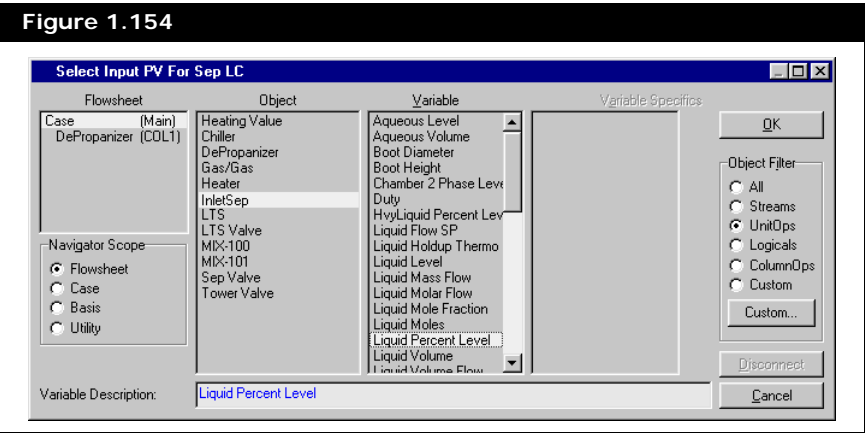 Figure 1.154
Select Input PV For Sep LC
Flowsheet
Object
Variable
Variable Specifics
Case (Main)
DePropanizer (COL1)
Heating Value
Chiller
DePropanizer
Gas/Gas
Heater
InletSep
LTS
LTS Valve
MIX-100
MIX-101
Sep Valve
Tower Valve
Aqueous Level
Aqueous Volume
Boot Diameter
Boot Height
Chamber 2 Phase Leve
Duty
HvyLiquid Percent Lev
Liquid Flow SP
Liquid Holdup Thermo
Liquid Level
Liquid Mass Flow
Liquid Molar Flow
Liquid Mole Fraction
Liquid Moles
Liquid Percent Level
Liquid Volume
Liquid Volume Flow
OK
Object Filter
All
Streams
UnitOps
Logicals
ColumnOps
Custom
Custom...
Navigator Scope
Flowsheet
Case
Basis
Utility
Disconnect
Variable Description:
Liquid Percent Level
Cancel